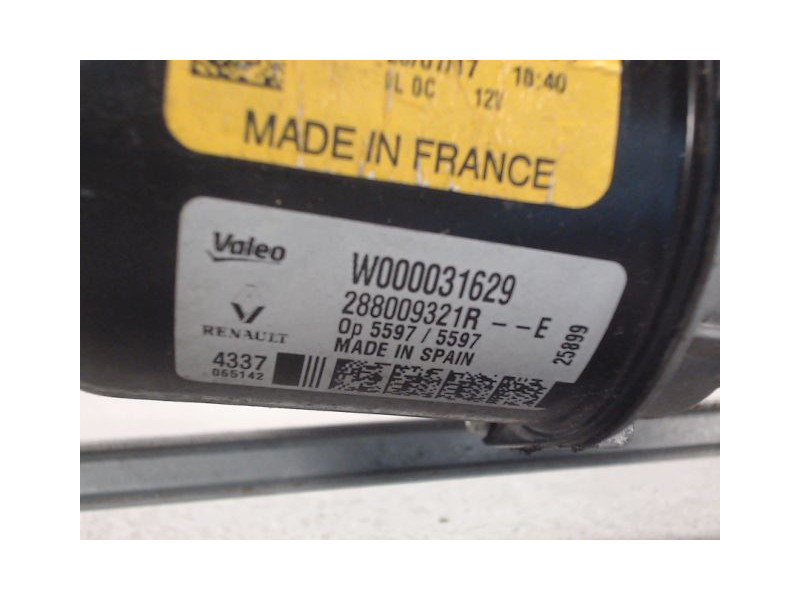 18:40
DC 12V
MADE IN FRANCE
Valeo
W000031629
288009321R --E
RENAULT
Op 5597 / 5597
MADE IN SPAIN
25899
4337
065142